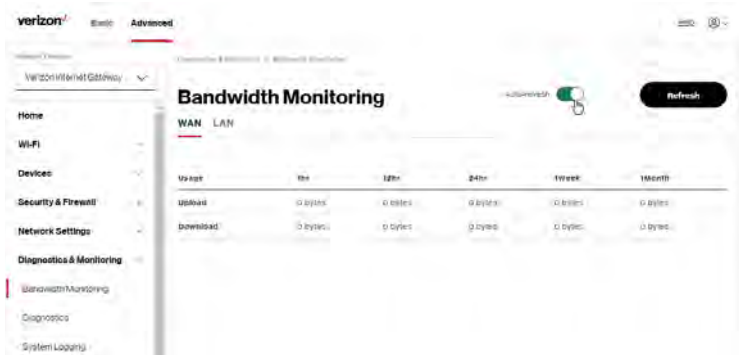 verizon
Basic Advanced
Verizon Internet Gateway
Bandwidth Monitoring
Auto-refresh
Refresh
WAN LAN
Home
Wi-Fi
Devices
Security & Firewall
Network Settings
Diagnostics & Monitoring
Bandwidth Monitoring
Diagnostics
System Logging
Usage 1hr 12hr 24hr 1Week 1Month
Upload 0 bytes 0 bytes 0 bytes 0 bytes 0 bytes
Download 0 bytes 0 bytes 0 bytes 0 bytes 0 bytes